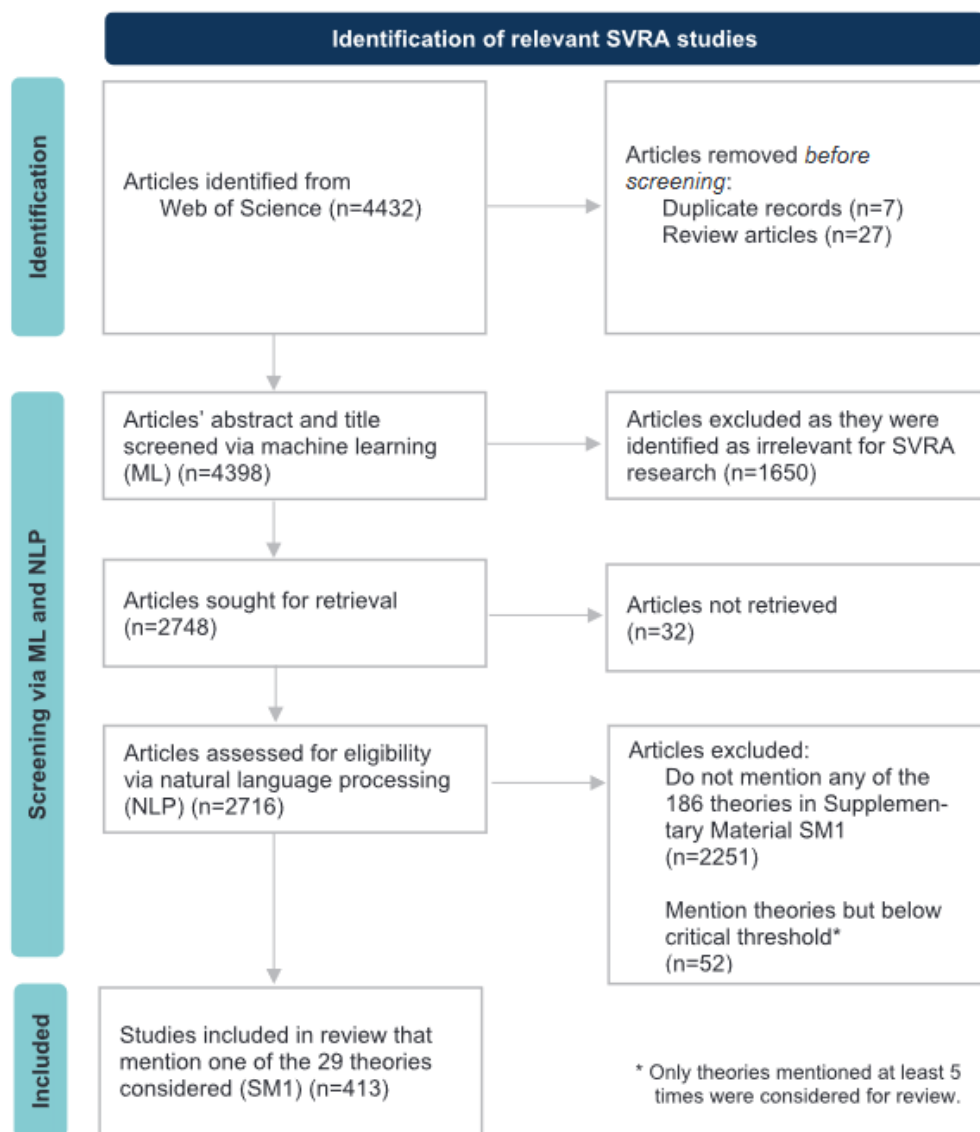 Identification of relevant SVRA studies
Identification
Articles identified from
Web of Science (n=4432)
Articles removed before
screening:
Duplicate records (n=7)
Review articles (n=27)
Screening via ML and NLP
Articles' abstract and title
screened via machine learning
(ML) (n=4398)
Articles excluded as they were
identified as irrelevant for SVRA
research (n=1650)
Articles sought for retrieval
(n=2748)
Articles not retrieved
(n=32)
Articles assessed for eligibility
via natural language processing
(NLP) (n=2716)
Articles excluded:
Do not mention any of the
186 theories in Supplemen-
tary Material SM1
(n=2251)
Mention theories but below
critical threshold*
(n=52)
Included
Studies included in review that
mention one of the 29 theories
considered (SM1) (n=413)
* Only theories mentioned at least 5
times were considered for review.